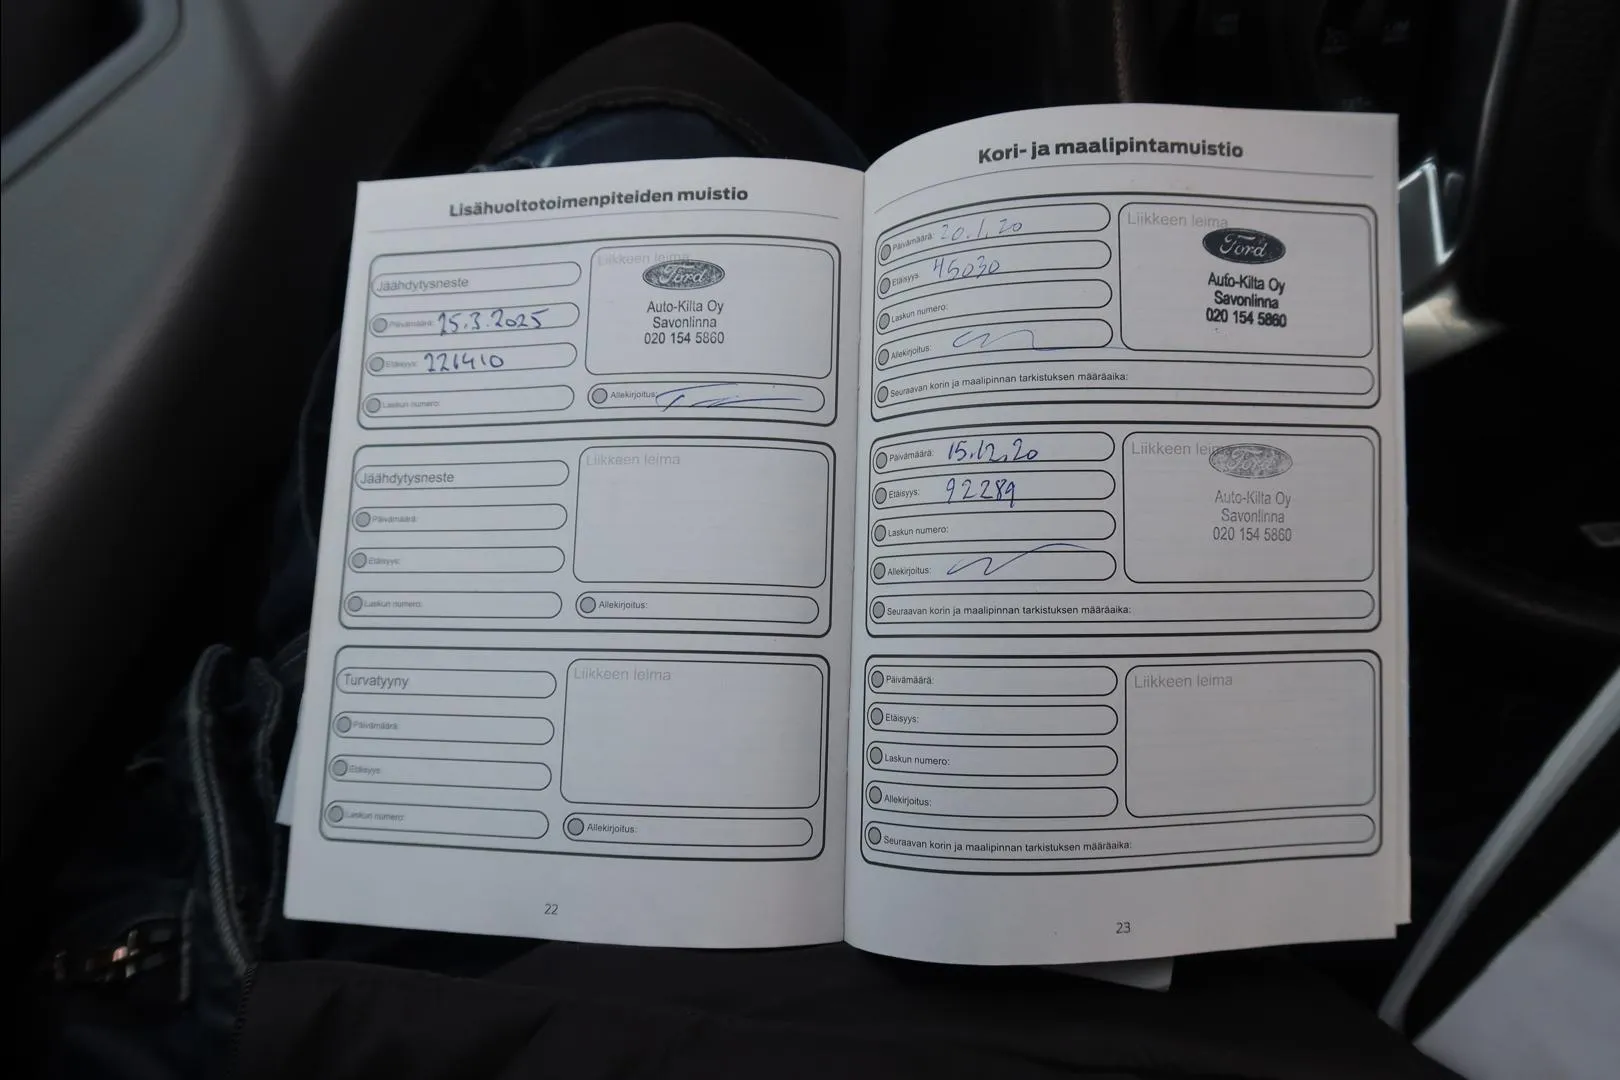 Lisähuoltotoimenpiteiden muistio
Jäähdytysneste
Päivämäärä: 25.3.2025
Etäisyys: 221410
Laskun numero:
Liikkeen leima
Ford
Auto-Kilta Oy
Savonlinna
020 154 5860
Allekirjoitus:
Jäähdytysneste
Päivämäärä:
Etäisyys:
Laskun numero:
Liikkeen leima
Allekirjoitus:
Turvatyyny
Päivämäärä:
Etäisyys:
Laskun numero:
Liikkeen leima
Allekirjoitus:
22
Kori- ja maalipintamuistio
Päivämäärä: 20.1.20
Etäisyys: 45030
Laskun numero:
Allekirjoitus:
Liikkeen leima
Ford
Auto-Kilta Oy
Savonlinna
020 154 5860
Seuraavan korin ja maalipinnan tarkistuksen määräaika:
Päivämäärä: 15.12.20
Etäisyys: 92289
Laskun numero:
Allekirjoitus:
Liikkeen leima
Ford
Auto-Kilta Oy
Savonlinna
020 154 5860
Seuraavan korin ja maalipinnan tarkistuksen määräaika:
Päivämäärä:
Etäisyys:
Laskun numero:
Allekirjoitus:
Liikkeen leima
Seuraavan korin ja maalipinnan tarkistuksen määräaika:
23